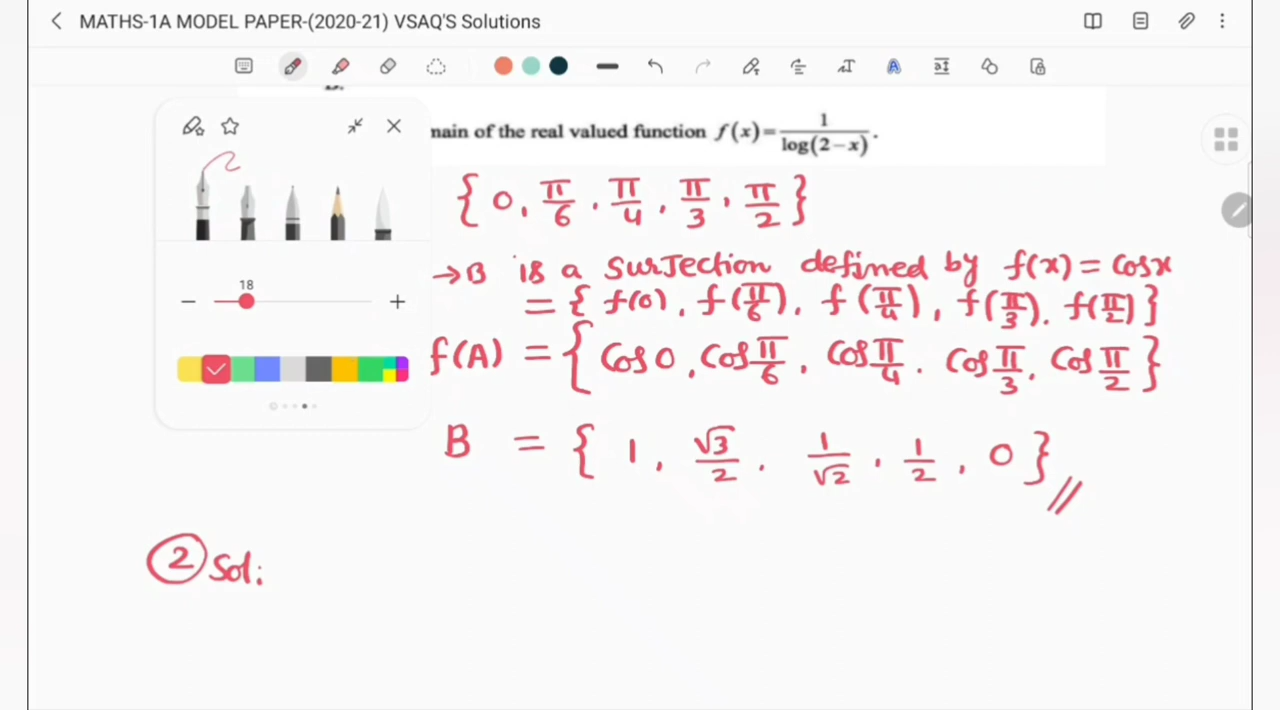 MATHS-1A MODEL PAPER-(2020-21) VSAQ'S Solutions
main of the real valued function f(x)=1/log(2-x).
{0, π/6, π/4, π/3, π/2}
→B is a surjection defined by f(x) = cosx
= { f(0), f(π/6), f(π/4), f(π/3), f(π/2) }
18
f(A) = { cos 0, cos π/6, cos π/4, cos π/3, cos π/2 }
B = { 1, √3/2, 1/√2, 1/2, 0 } //
② Sol: